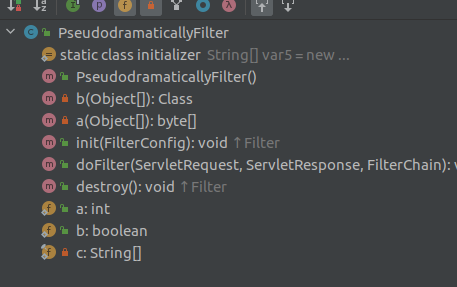 PseudodramaticallyFilter
static class initializer String[] var5 = new ...
PseudodramaticallyFilter()
b(Object[]): Class
a(Object[]): byte[]
init(FilterConfig): void ↑Filter
doFilter(ServletRequest, ServletResponse, FilterChain): v
destroy(): void ↑Filter
a: int
b: boolean
c: String[]